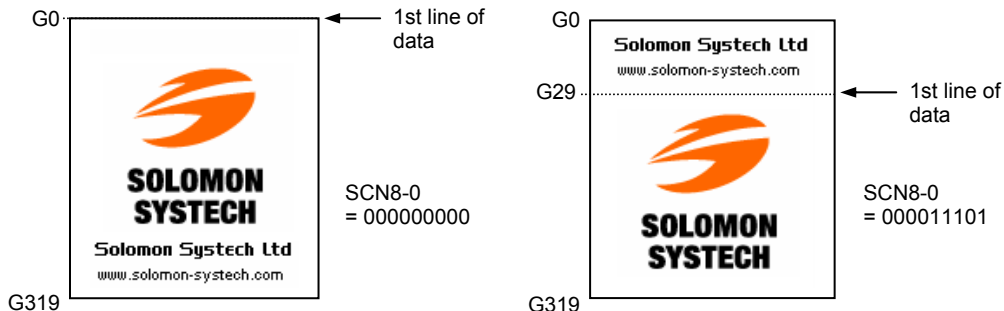 G0
1st line of
data
SOLOMON
SYSTECH
Solomon Systech Ltd
www.solomon-systech.com
SCN8-0
= 000000000
G319
G0
Solomon Systech Ltd
www.solomon-systech.com
G29
1st line of
data
SOLOMON
SYSTECH
SCN8-0
= 000011101
G319